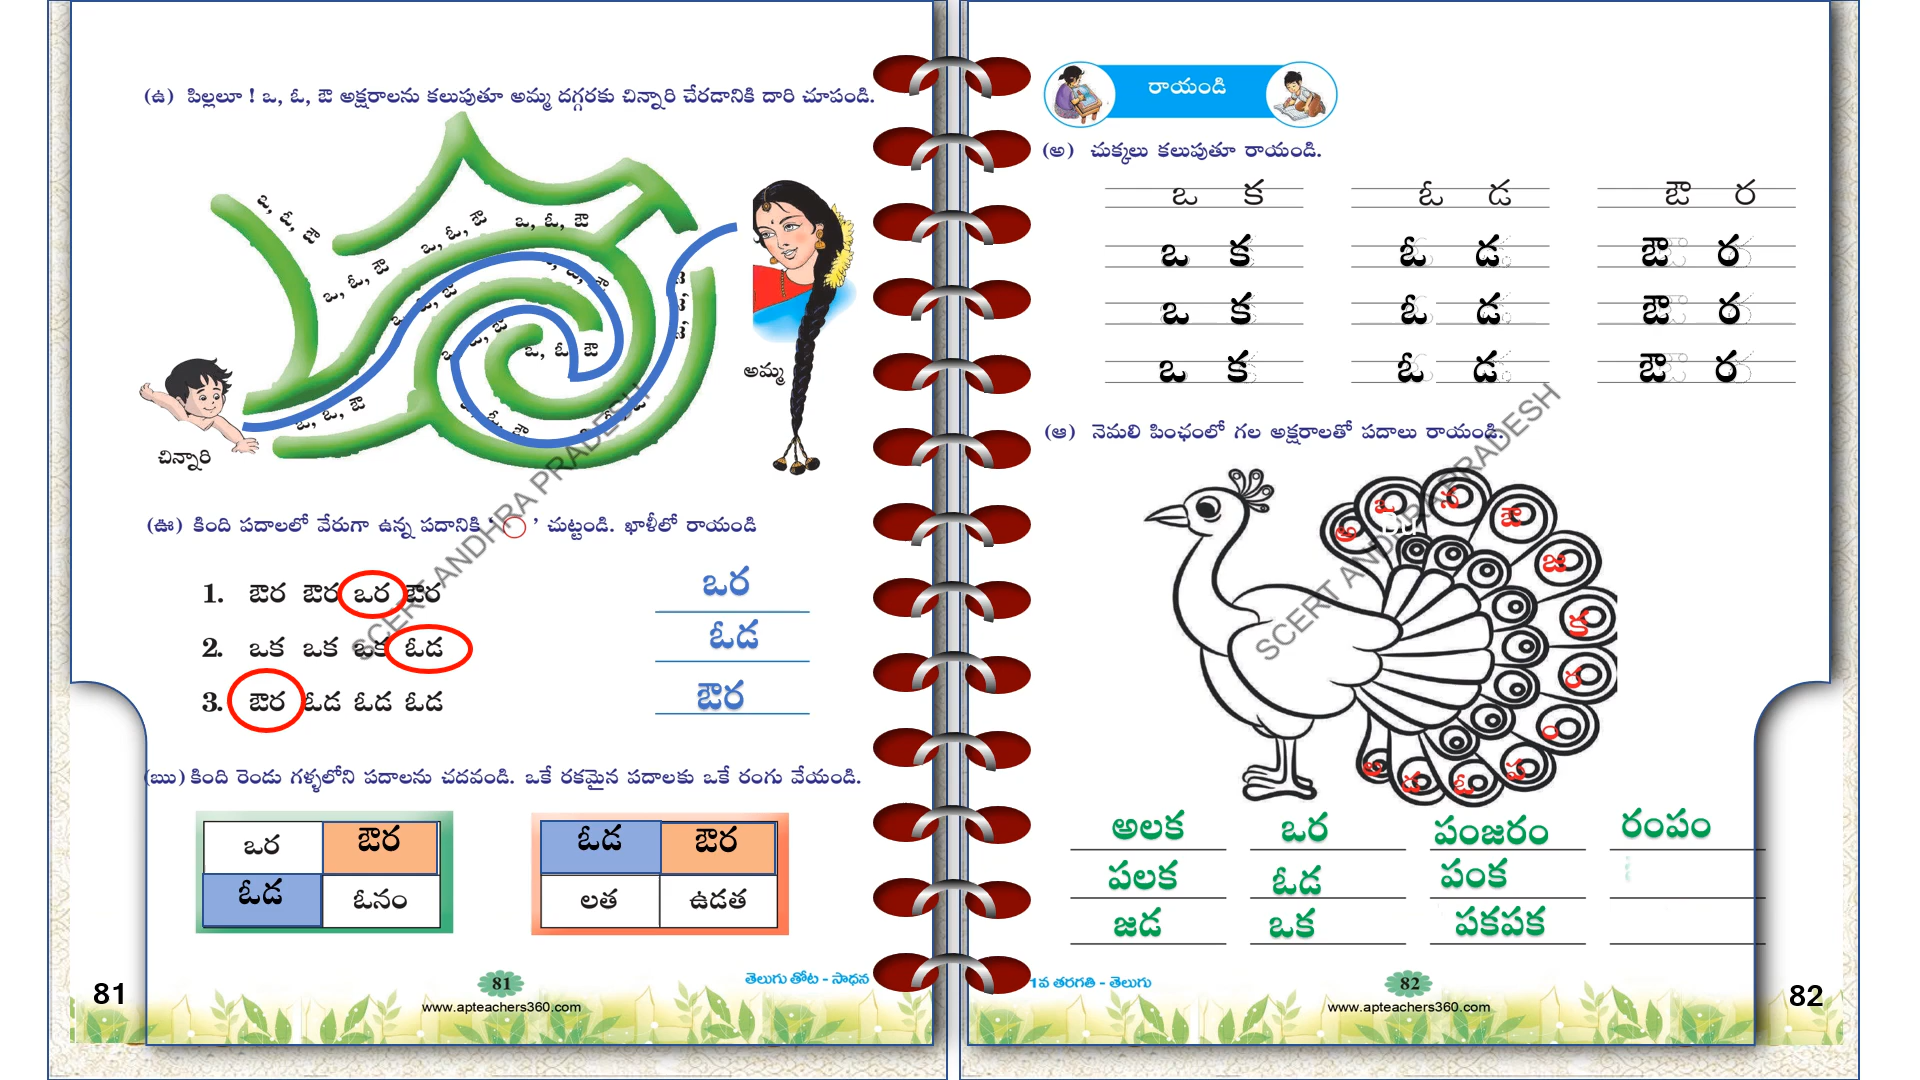 (ఉ) పిల్లలూ ! ఒ, ఓ, ఔ అక్షరాలను కలుపుతూ అమ్మ దగ్గరకు చిన్నారి చేరడానికి దారి చూపండి.
ఒ, ఓ, ఔ
ఒ, ఓ, ఔ
ఒ, ఓ, ఔ
ఒ, ఓ, ఔ
ఒ, ఓ, ఔ
ఒ, ఓ, ఔ
అమ్మ
చిన్నారి
(ఊ) కింది పదాలలో వేరుగా ఉన్న పదానికి ‘ ’ చుట్టండి. ఖాళీలో రాయండి
1. ఔర ఔర ఒర ఔర ఒర
2. ఒక ఒక ఒక ఓడ ఓడ
3. ఔర ఓడ ఓడ ఓడ ఔర
(ఋ) కింది రెండు గళ్ళలోని పదాలను చదవండి. ఒకే రకమైన పదాలకు ఒకే రంగు వేయండి.
ఒర ఔర
ఓడ ఓనం
ఓడ ఔర
లత ఉడత
తెలుగు తోట - సాధన
81
81
www.apteachers360.com
SCERT ANDHRA PRADESH
రాయండి
(అ) చుక్కలు కలుపుతూ రాయండి.
ఒ క ఓ డ ఔ ర
ఒ క ఓ డ ఔ ర
ఒ క ఓ డ ఔ ర
ఒ క ఓ డ ఔ ర
(ఆ) నెమలి పింఛంలో గల అక్షరాలతో పదాలు రాయండి.
అ
ఒ
న
ఔ
జ
క
ర
ం
ప
ఓ
డ
ల
అలక ఒర పంజరం రంపం
పలక ఓడ పంక
జడ ఒక పకపక
1వ తరగతి - తెలుగు
82
82
www.apteachers360.com
SCERT ANDHRA PRADESH